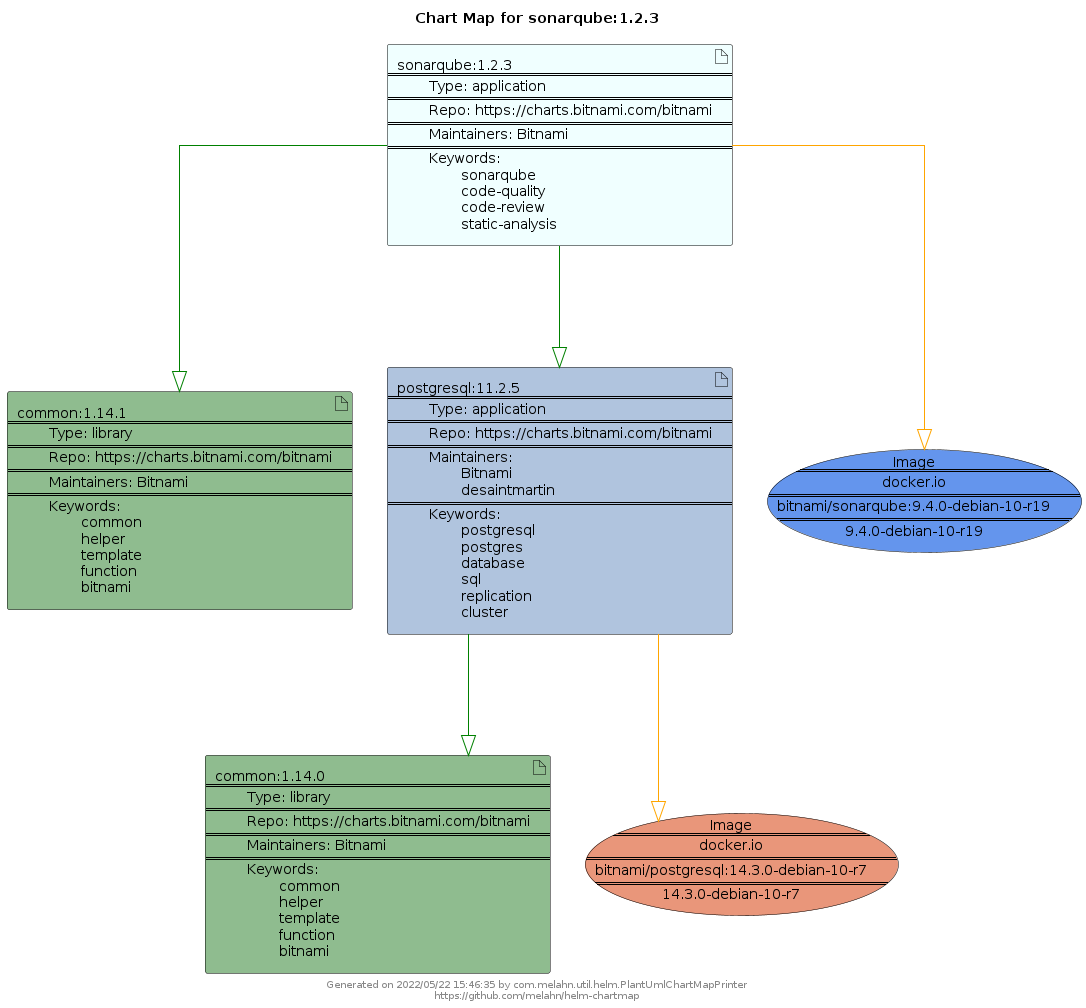 Chart Map for sonarqube:1.2.3
sonarqube:1.2.3
Type: application
Repo: https://charts.bitnami.com/bitnami
Maintainers: Bitnami
Keywords:
sonarqube
code-quality
code-review
static-analysis
common:1.14.1
Type: library
Repo: https://charts.bitnami.com/bitnami
Maintainers: Bitnami
Keywords:
common
helper
template
function
bitnami
postgresql:11.2.5
Type: application
Repo: https://charts.bitnami.com/bitnami
Maintainers:
Bitnami
desaintmartin
Keywords:
postgresql
postgres
database
sql
replication
cluster
Image
docker.io
bitnami/sonarqube:9.4.0-debian-10-r19
9.4.0-debian-10-r19
common:1.14.0
Type: library
Repo: https://charts.bitnami.com/bitnami
Maintainers: Bitnami
Keywords:
common
helper
template
function
bitnami
Image
docker.io
bitnami/postgresql:14.3.0-debian-10-r7
14.3.0-debian-10-r7
Generated on 2022/05/22 15:46:35 by com.melahn.util.helm.PlantUmlChartMapPrinter
https://github.com/melahn/helm-chartmap